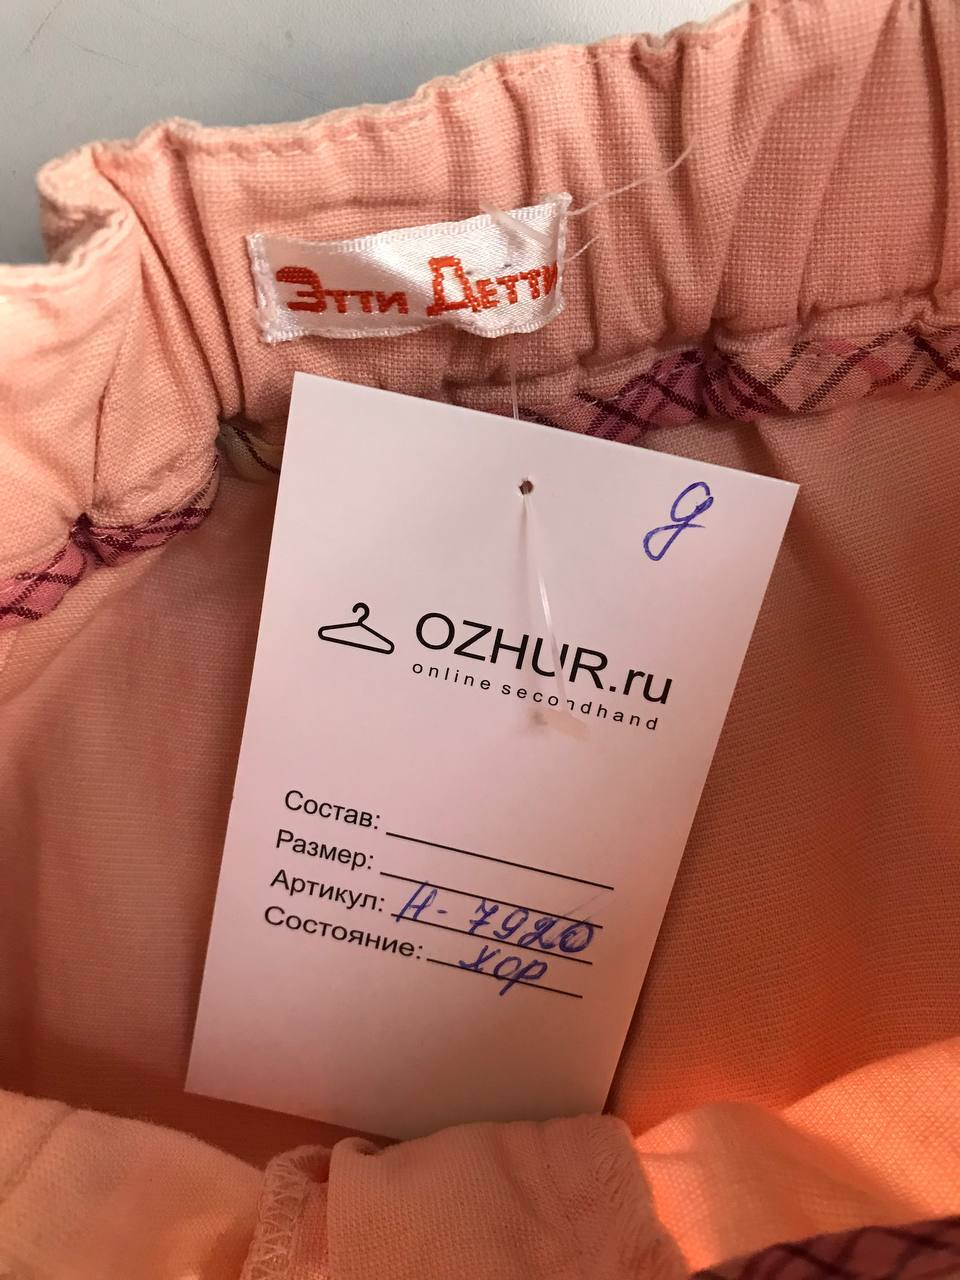 Этти Детти
g
OZHUR.ru
online secondhand
Состав:
Размер:
Артикул: Н-7920
Состояние: хор